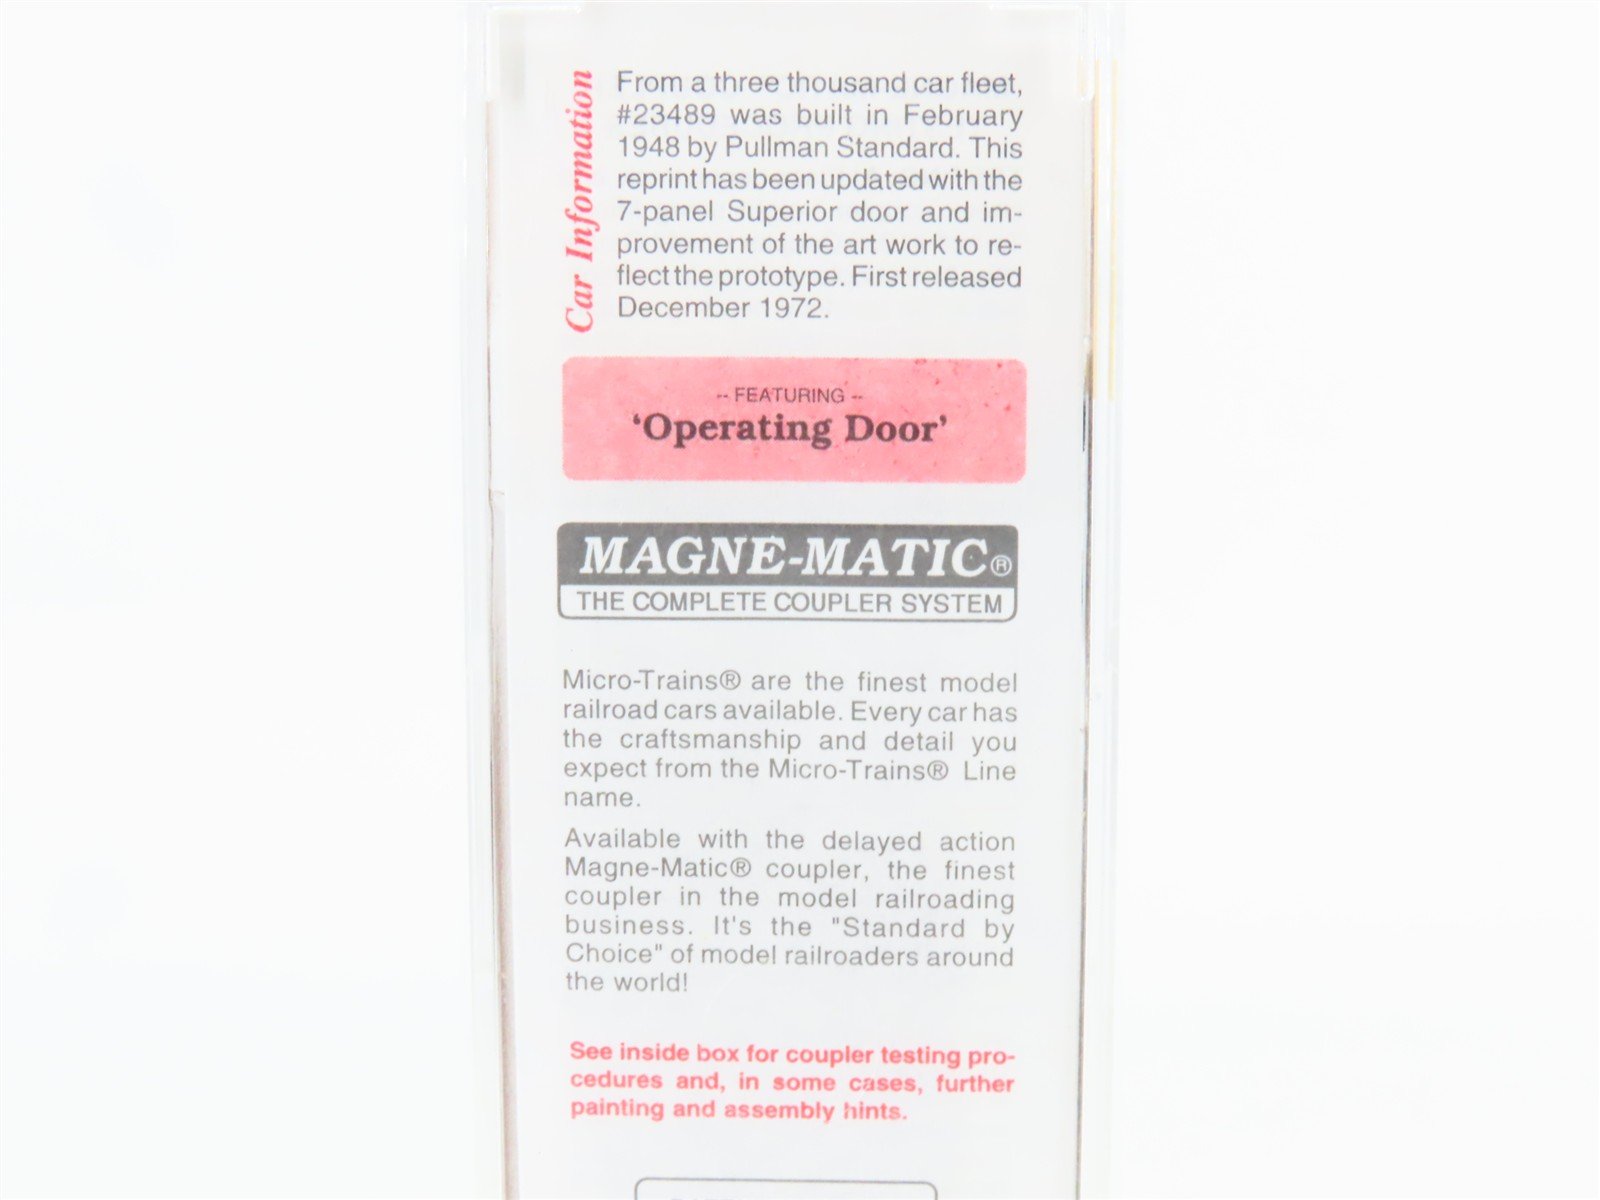 Car Information
From a three thousand car fleet,
#23489 was built in February
1948 by Pullman Standard. This
reprint has been updated with the
7-panel Superior door and im-
provement of the art work to re-
flect the prototype. First released
December 1972.
-- FEATURING --
'Operating Door'
MAGNE-MATIC®
THE COMPLETE COUPLER SYSTEM
Micro-Trains® are the finest model
railroad cars available. Every car has
the craftsmanship and detail you
expect from the Micro-Trains® Line
name.
Available with the delayed action
Magne-Matic® coupler, the finest
coupler in the model railroading
business. It's the "Standard by
Choice" of model railroaders around
the world!
See inside box for coupler testing pro-
cedures and, in some cases, further
painting and assembly hints.